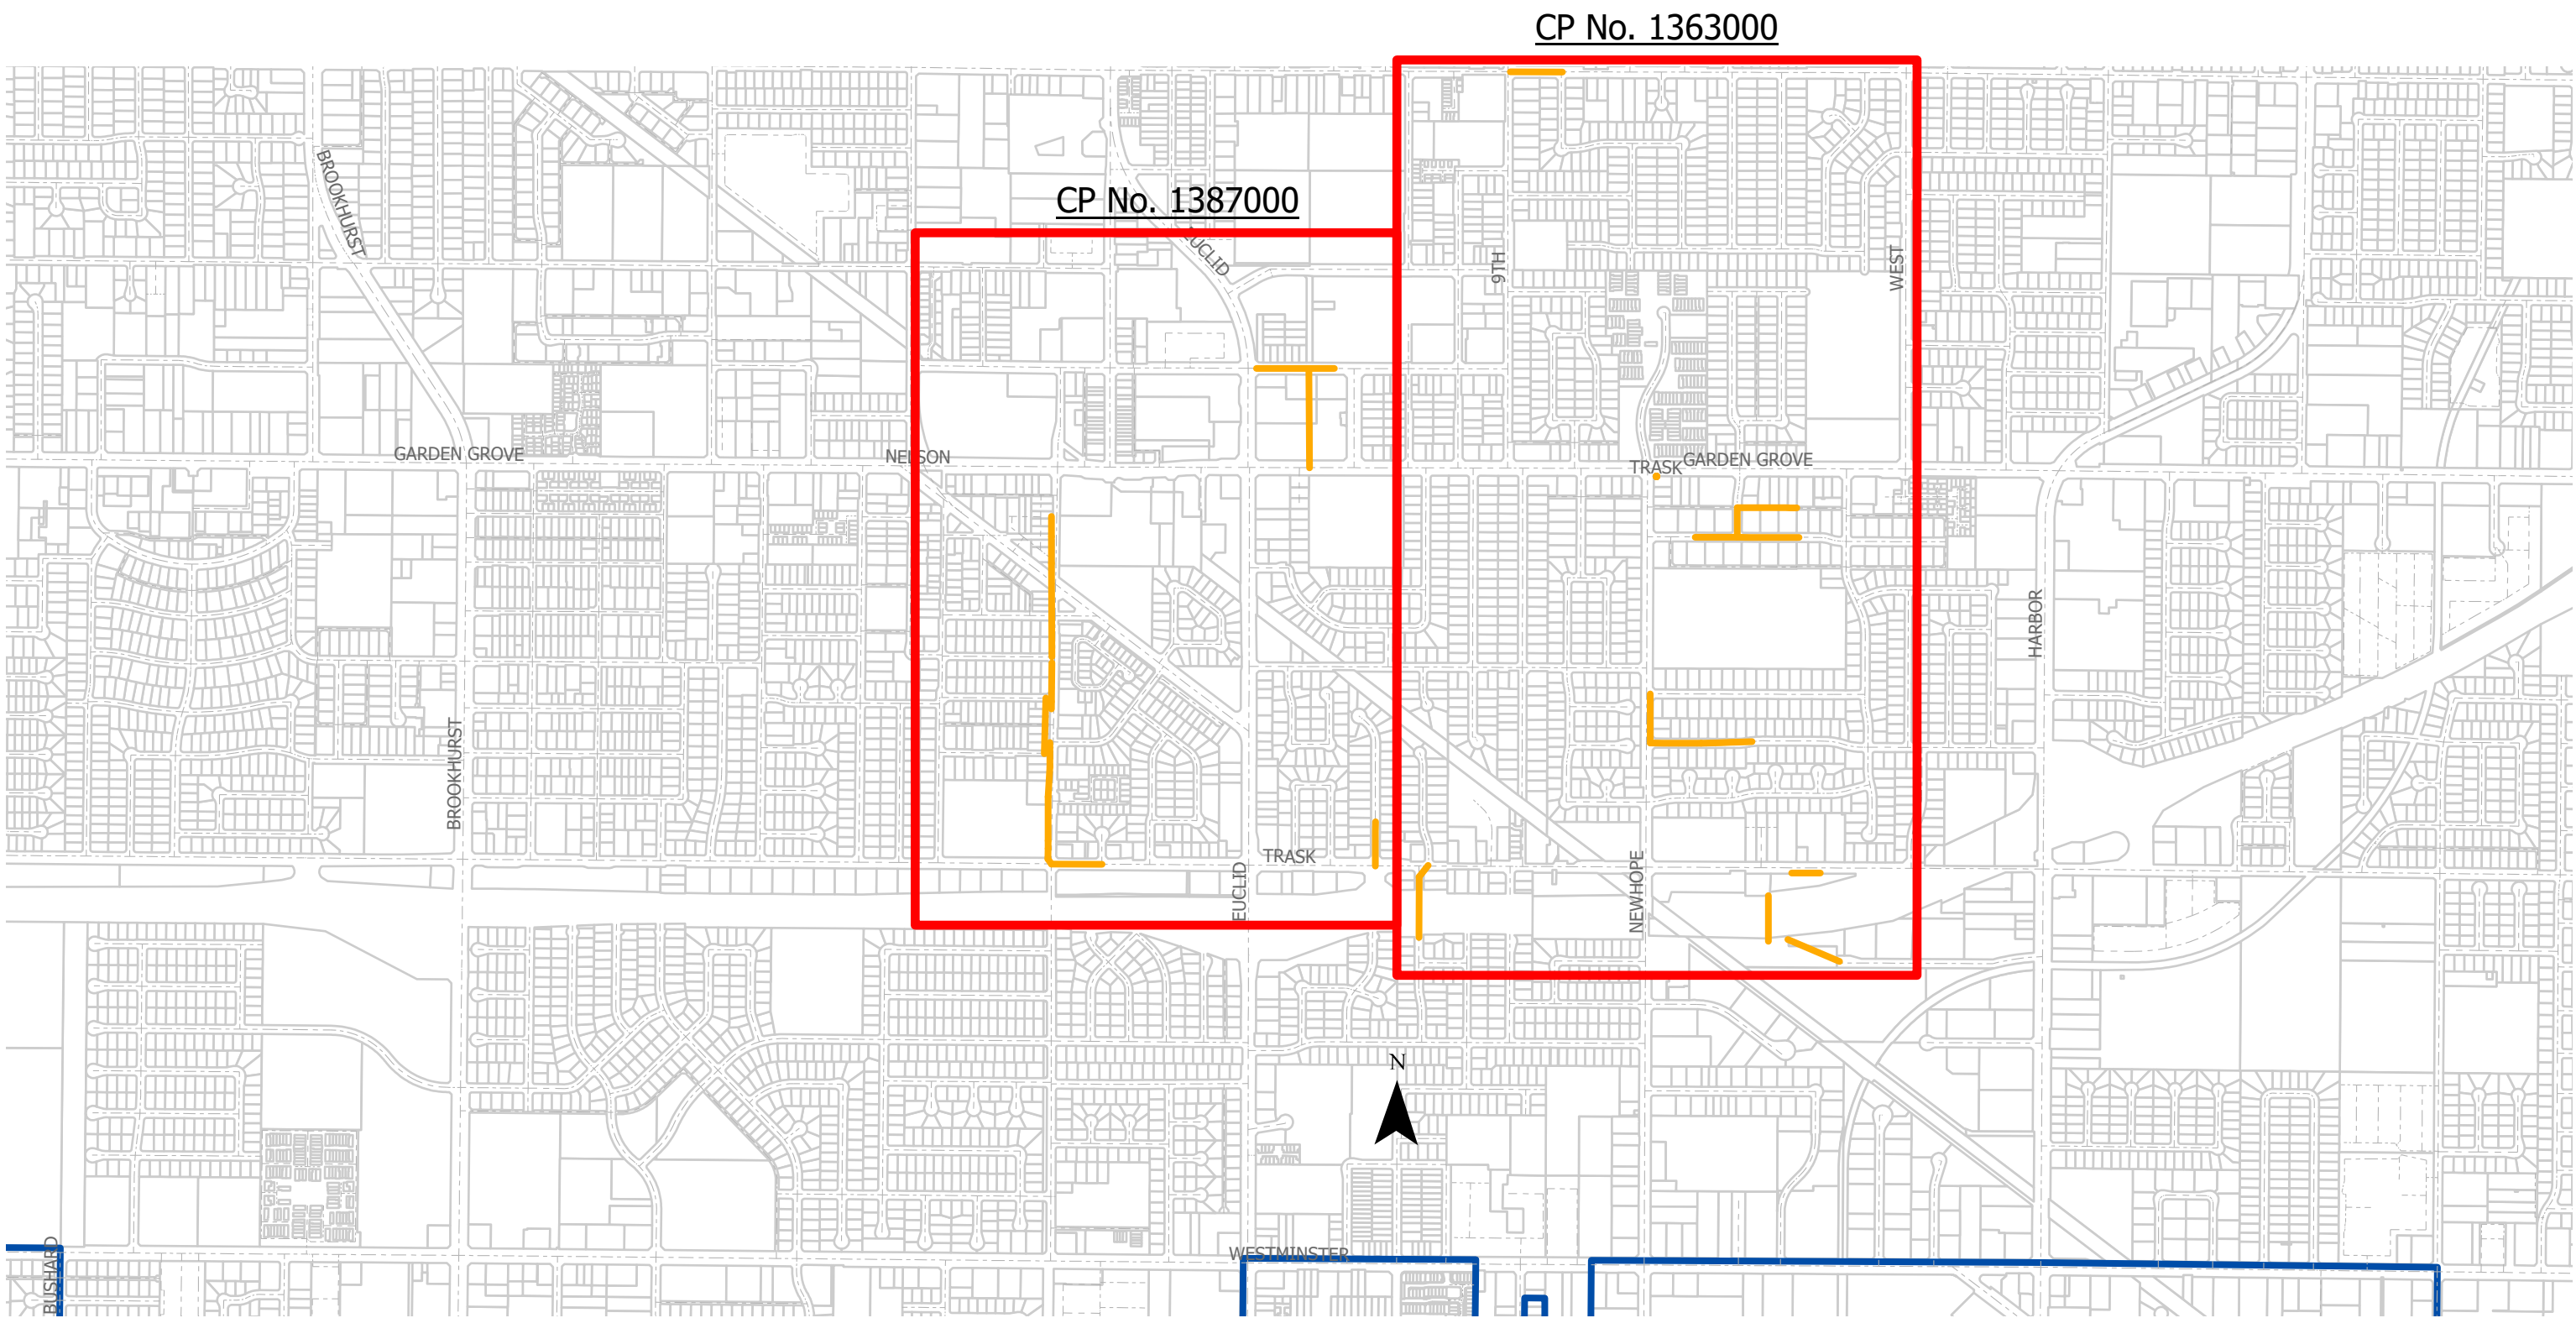 CP No. 1363000
CP No. 1387000
BROOKHURST
EUCLID
9TH
WEST
GARDEN GROVE
NELSON
TRASK
GARDEN GROVE
HARBOR
BROOKHURST
TRASK
EUCLID
NEWHOPE
N
WESTMINSTER
BUSHARD